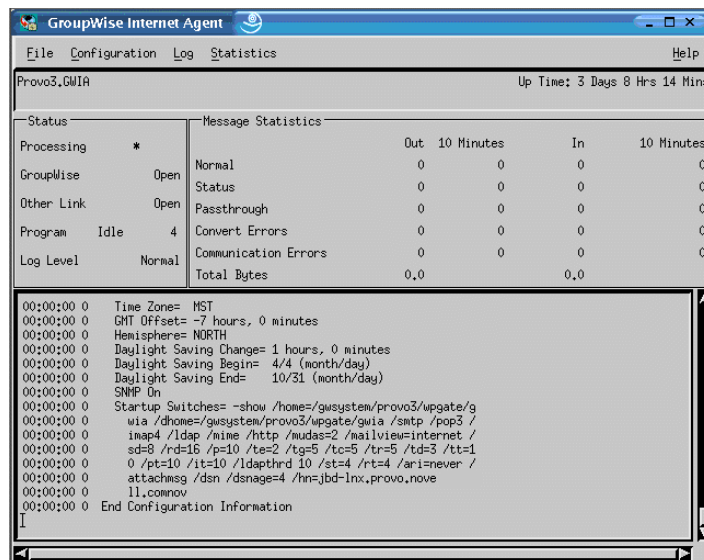 GroupWise Internet Agent
File Configuration Log Statistics Help
Provo3.GWIA Up Time: 3 Days 8 Hrs 14 Mins
Status Message Statistics
Out 10 Minutes In 10 Minutes
Processing *
Normal 0 0 0 0
GroupWise Open
Status 0 0 0 0
Other Link Open
Passthrough 0 0 0 0
Program Idle 4
Convert Errors 0 0 0 0
Log Level Normal
Communication Errors 0 0 0 0
Total Bytes 0.0 0.0
00:00:00 0 Time Zone= MST
00:00:00 0 GMT Offset= -7 hours, 0 minutes
00:00:00 0 Hemisphere= NORTH
00:00:00 0 Daylight Saving Change= 1 hours, 0 minutes
00:00:00 0 Daylight Saving Begin= 4/4 (month/day)
00:00:00 0 Daylight Saving End= 10/31 (month/day)
00:00:00 0 SNMP On
00:00:00 0 Startup Switches= -show /home=/gwsystem/provo3/wpgate/g
00:00:00 0 wia /dhome=/gwsystem/provo3/wpgate/gwia /smtp /pop3 /
00:00:00 0 imap4 /ldap /mime /http /mudas=2 /mailview=internet /
00:00:00 0 sd=8 /rd=16 /p=10 /te=2 /tg=5 /tc=5 /tr=5 /td=3 /tt=1
00:00:00 0 0 /pt=10 /it=10 /ldapthrd 10 /st=4 /rt=4 /ari=never /
00:00:00 0 attachmsg /dsn /dsnage=4 /hn=jbd-lnx.provo.nove
00:00:00 0 ll.comnov
00:00:00 0 End Configuration Information